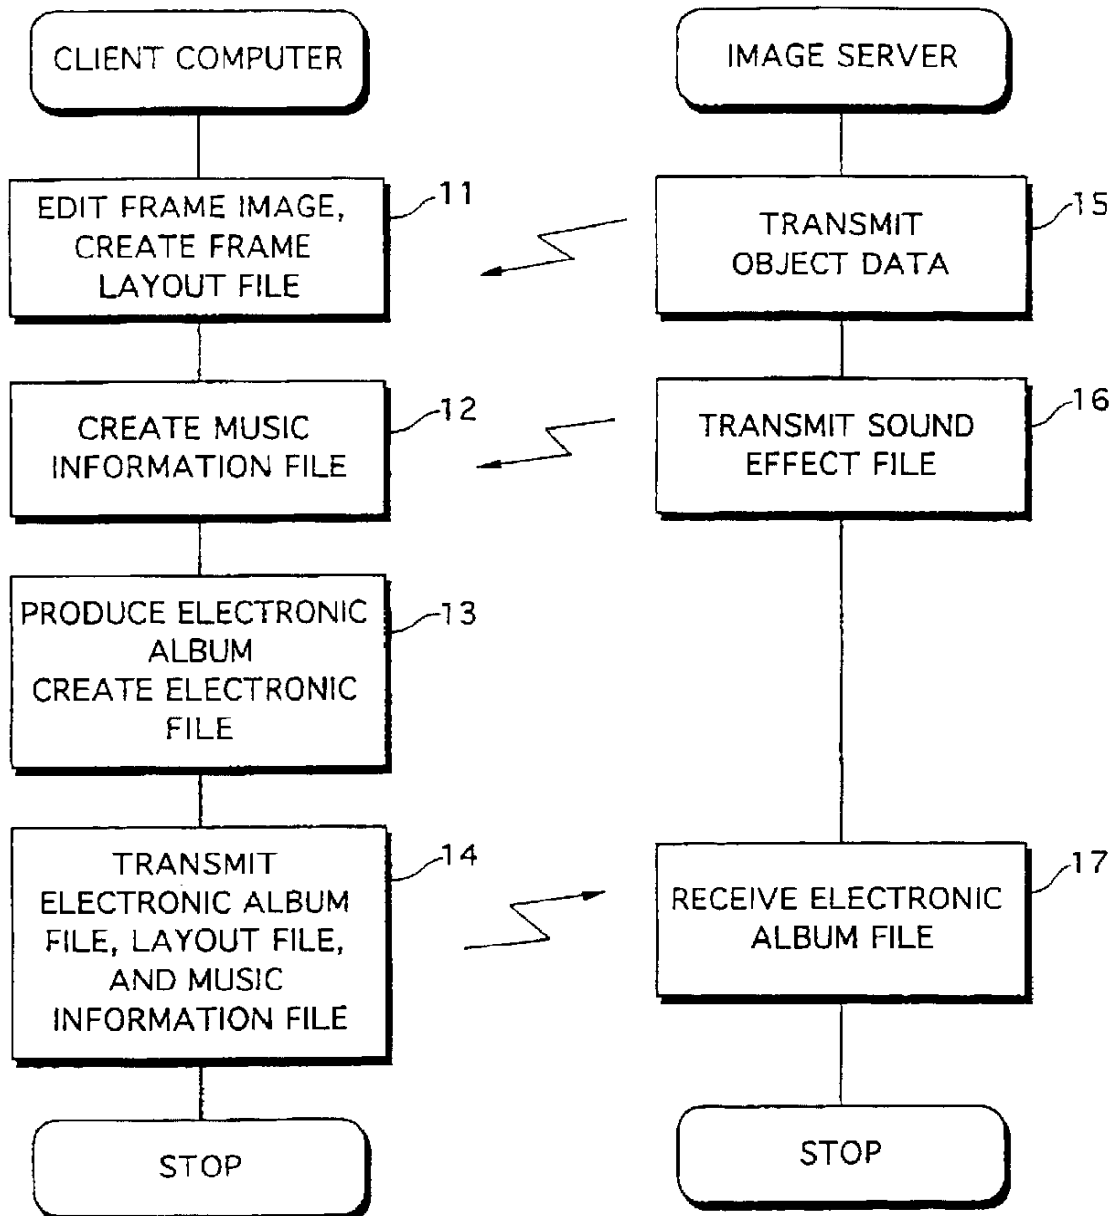 CLIENT COMPUTER
EDIT FRAME IMAGE,
CREATE FRAME
LAYOUT FILE
11
CREATE MUSIC
INFORMATION FILE
12
PRODUCE ELECTRONIC
ALBUM
CREATE ELECTRONIC
FILE
13
TRANSMIT
ELECTRONIC ALBUM
FILE, LAYOUT FILE,
AND MUSIC
INFORMATION FILE
14
STOP
IMAGE SERVER
TRANSMIT
OBJECT DATA
15
TRANSMIT SOUND
EFFECT FILE
16
RECEIVE ELECTRONIC
ALBUM FILE
17
STOP